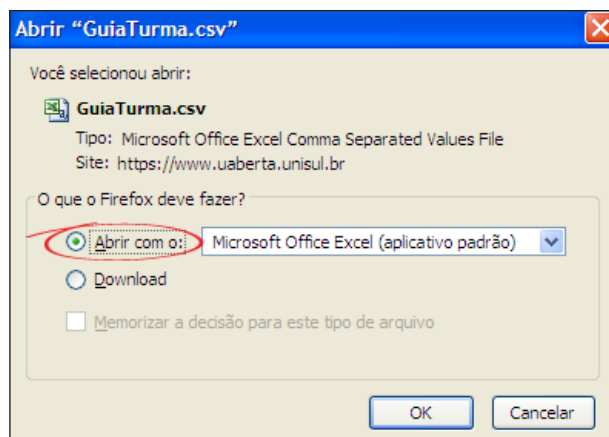 Abrir “GuiaTurma.csv”
Você selecionou abrir:
GuiaTurma.csv
Tipo: Microsoft Office Excel Comma Separated Values File
Site: https://www.uaberta.unisul.br
O que o Firefox deve fazer?
Abrir com o: Microsoft Office Excel (aplicativo padrão)
Download
Memorizar a decisão para este tipo de arquivo
OK Cancelar